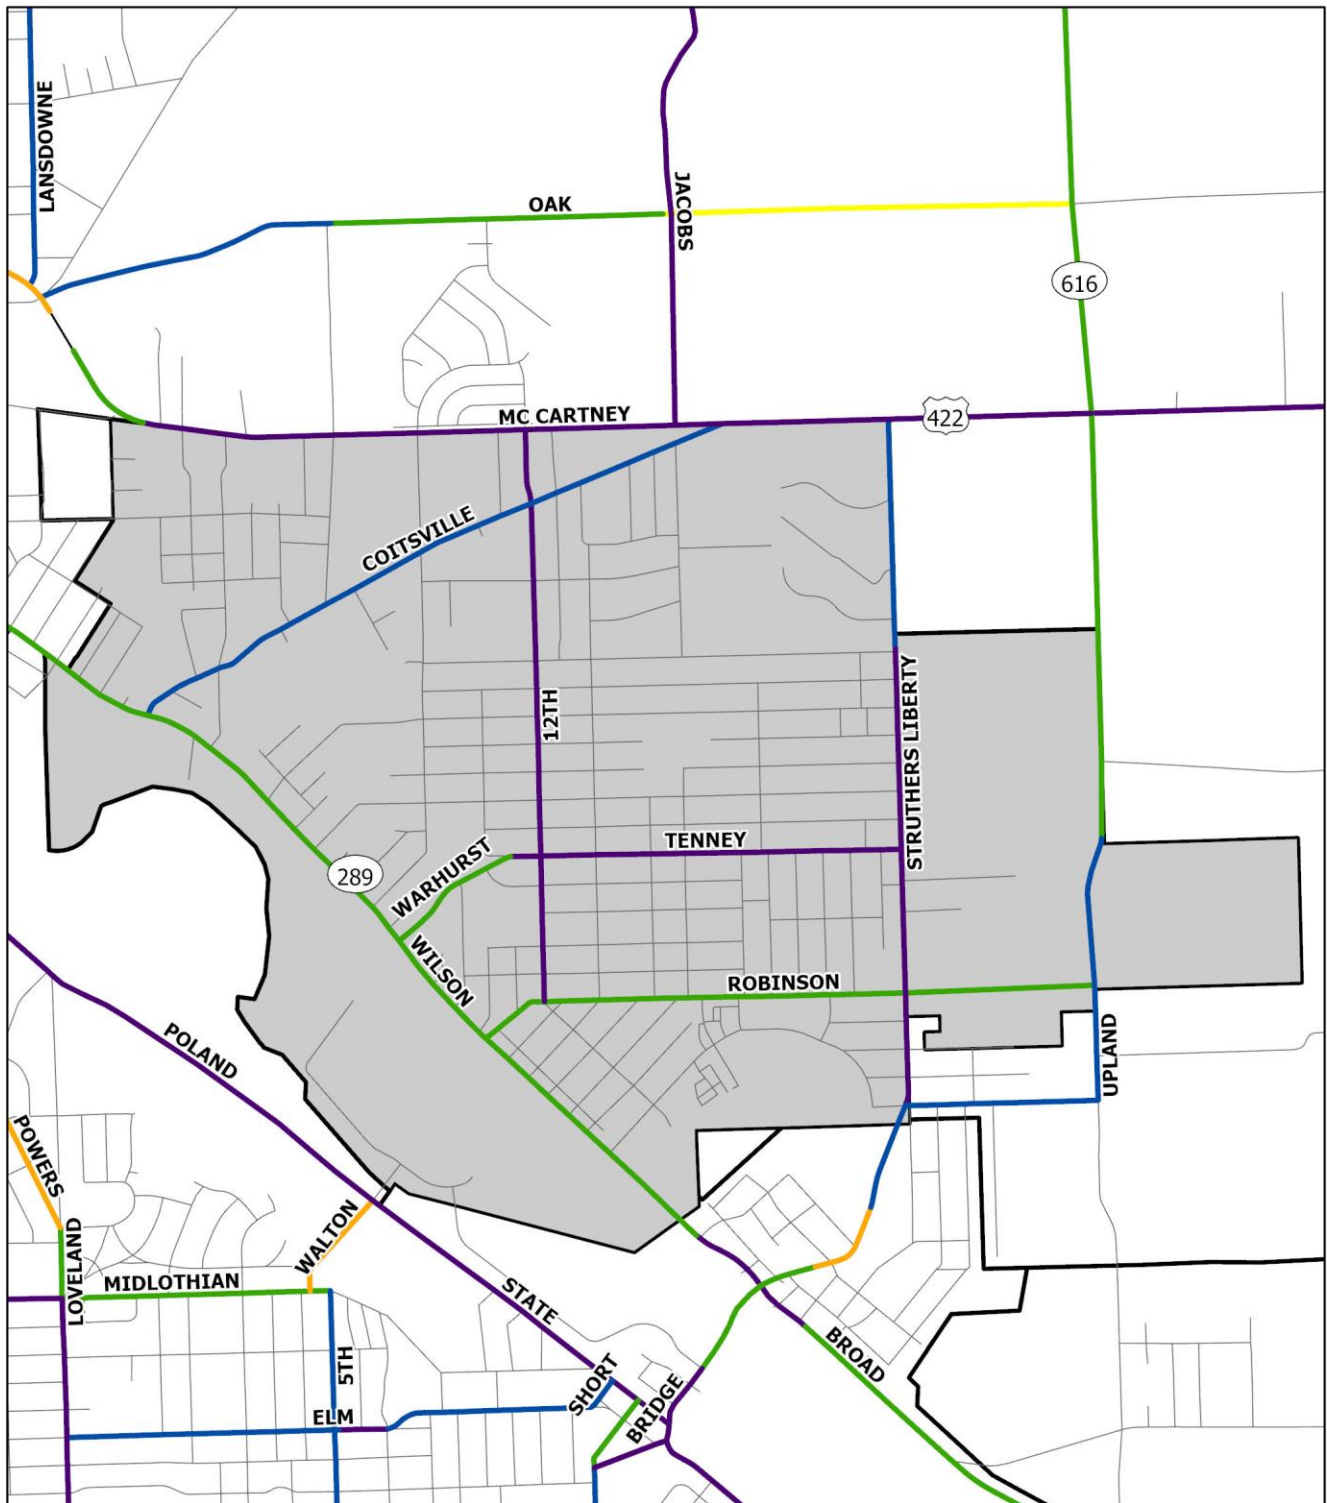 LANSDOWNE
OAK
JACOBS
616
MC CARTNEY
422
COITSVILLE
12TH
STRUTHERS LIBERTY
TENNEY
WARHURST
289
WILSON
ROBINSON
POLAND
UPLAND
POWERS
WALTON
LOVELAND
MIDLOTHIAN
STATE
BROAD
5TH
SHORT
BRIDGE
ELM